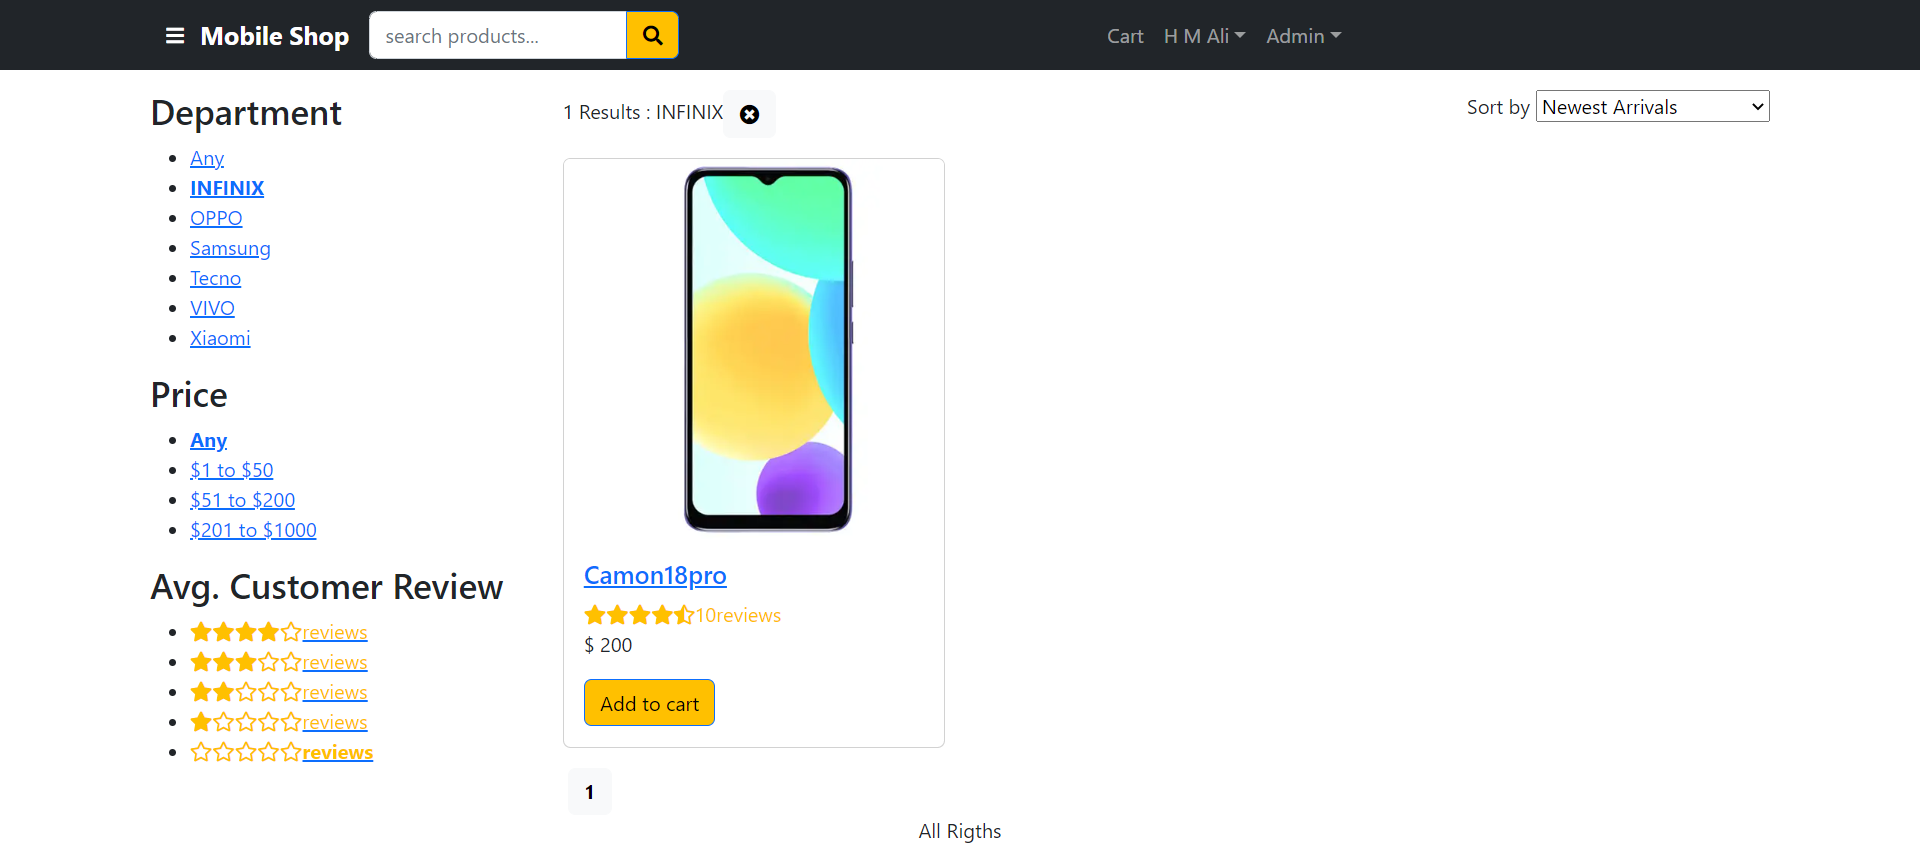 Mobile Shop
search products...
Cart
H M Ali
Admin
Department
Any
INFINIX
OPPO
Samsung
Tecno
VIVO
Xiaomi
Price
Any
$1 to $50
$51 to $200
$201 to $1000
Avg. Customer Review
reviews
reviews
reviews
reviews
reviews
1 Results : INFINIX
Sort by Newest Arrivals
Camon18pro
10reviews
$ 200
Add to cart
1
All Rigths